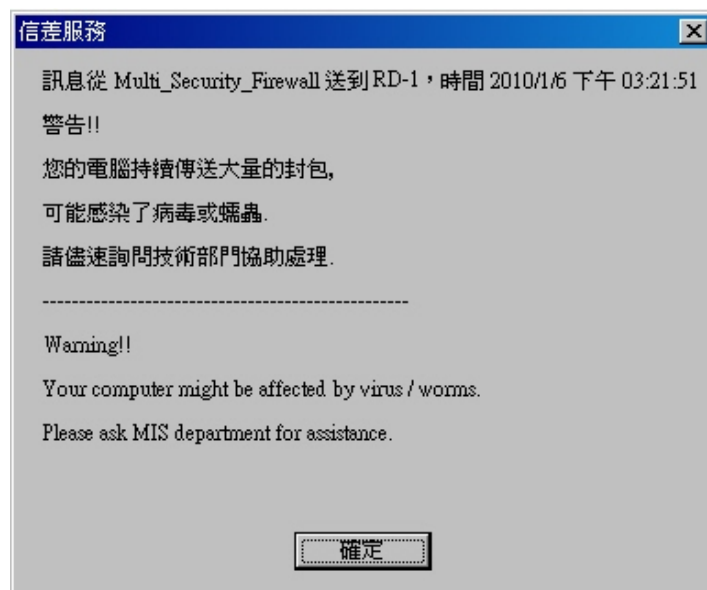 信差服務
訊息從 Multi_Security_Firewall 送到 RD-1，時間 2010/1/6 下午 03:21:51
警告!!
您的電腦持續傳送大量的封包,
可能感染了病毒或蠕蟲.
請儘速詢問技術部門協助處理.
--------------------------------------------------
Warning!!
Your computer might be affected by virus / worms.
Please ask MIS department for assistance.
確定